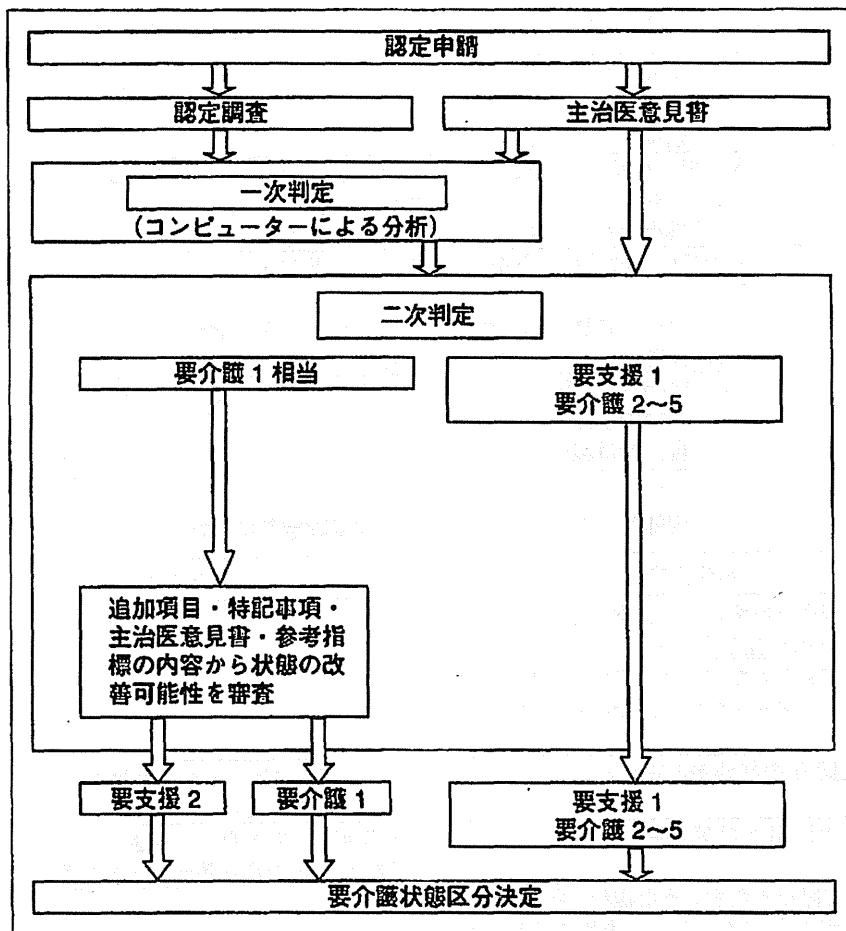 認定申請
認定調査
主治医意見書
一次判定
(コンピューターによる分析)
二次判定
要介護1相当
要支援1
要介護2～5
追加項目・特記事項・
主治医意見書・参考指
標の内容から状態の改
善可能性を審査
要支援2
要介護1
要支援1
要介護2～5
要介護状態区分決定